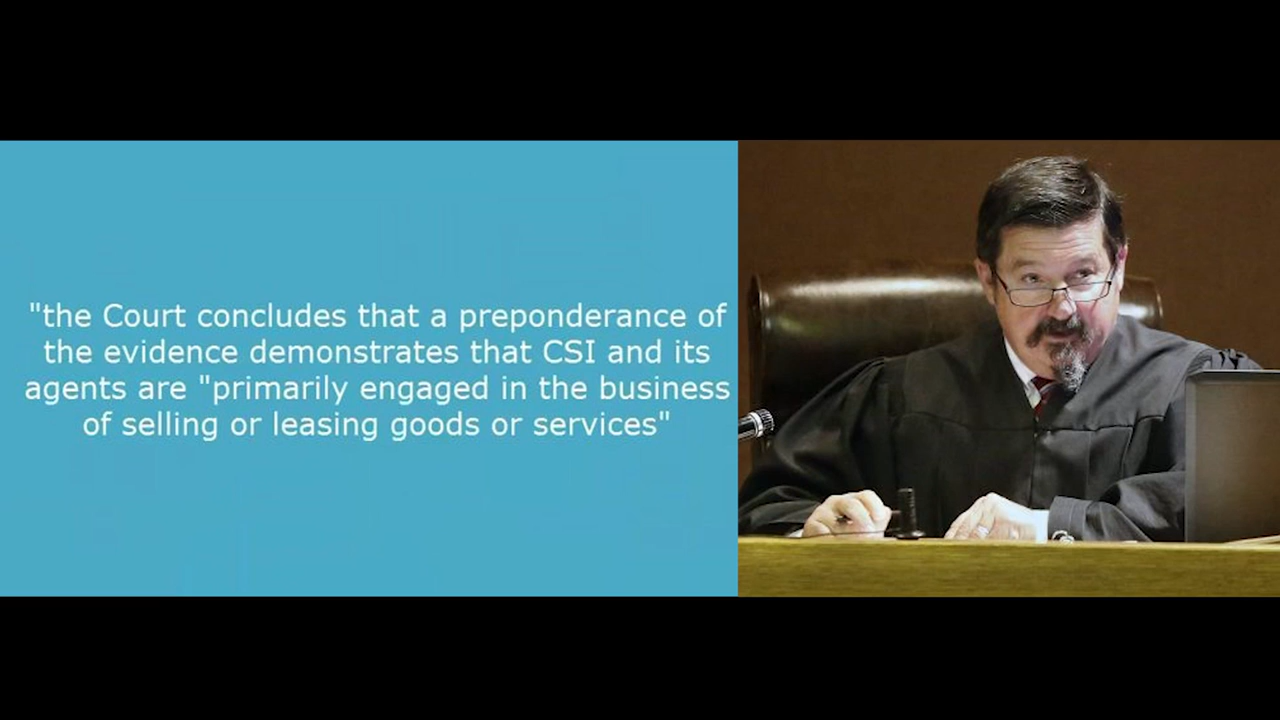 "the Court concludes that a preponderance of
the evidence demonstrates that CSI and its
agents are "primarily engaged in the business
of selling or leasing goods or services"